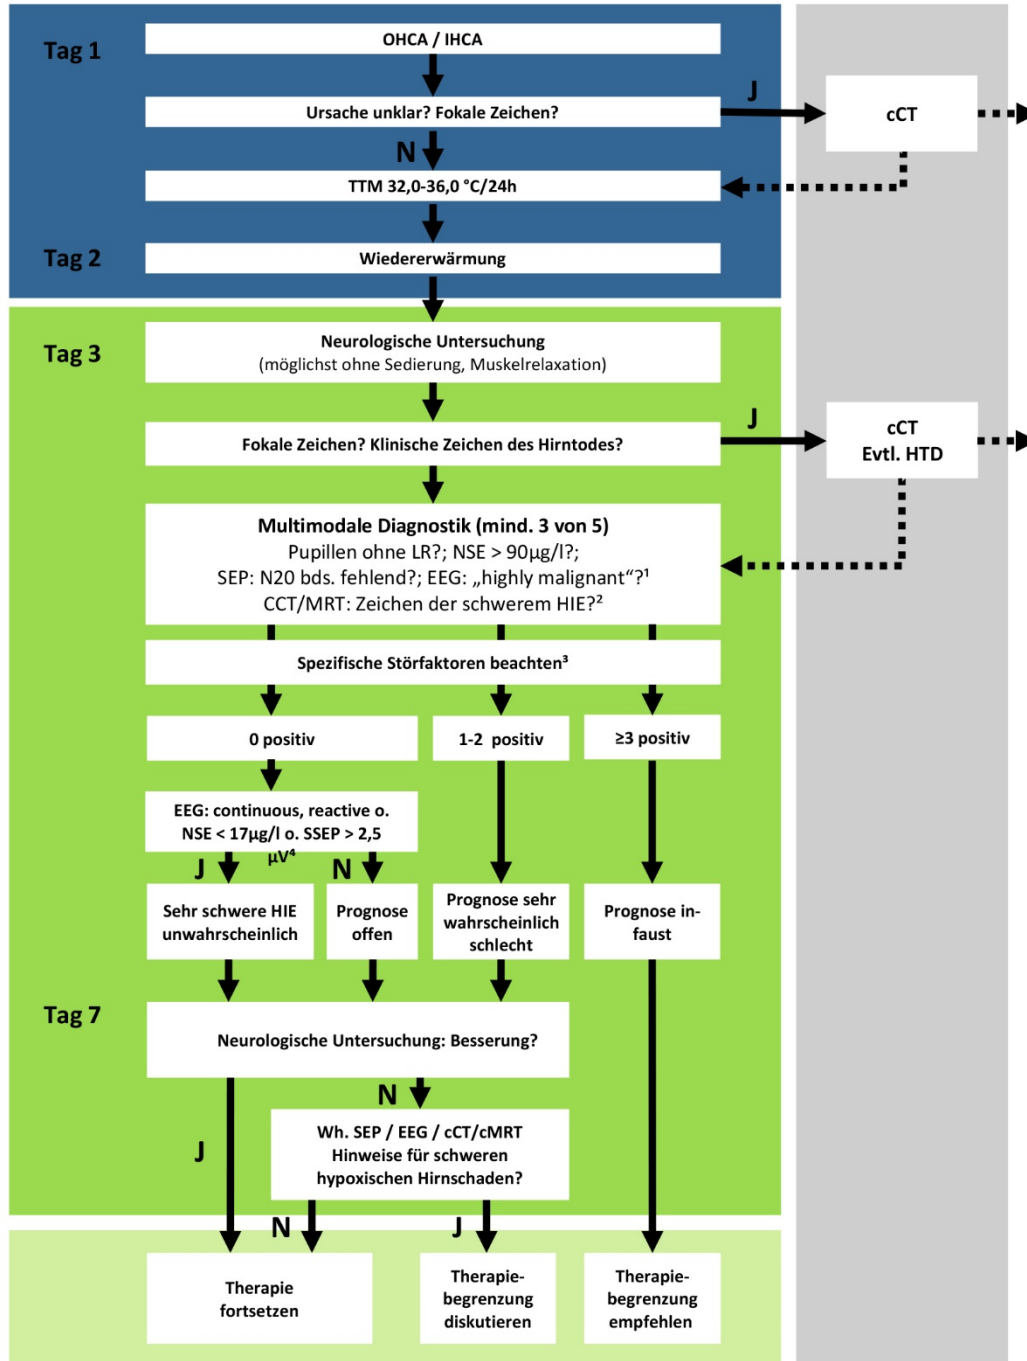 Tag 1
OHCA / IHCA
J
Ursache unklar? Fokale Zeichen?
cCT
N
TTM 32,0-36,0 °C/24h
Tag 2
Wiedererwärmung
Tag 3
Neurologische Untersuchung
(möglichst ohne Sedierung, Muskelrelaxation)
J
Fokale Zeichen? Klinische Zeichen des Hirntodes?
cCT
Evtl. HTD
Multimodale Diagnostik (mind. 3 von 5)
Pupillen ohne LR?; NSE > 90µg/l?;
SEP: N20 bds. fehlend?; EEG: „highly malignant“?¹
CCT/MRT: Zeichen der schwerem HIE?²
Spezifische Störfaktoren beachten³
0 positiv
1-2 positiv
≥3 positiv
EEG: continuous, reactive o.
NSE < 17µg/l o. SSEP > 2,5
µV⁴
J
N
Sehr schwere HIE
unwahrscheinlich
Prognose
offen
Prognose sehr
wahrscheinlich
schlecht
Prognose in-
faust
Tag 7
Neurologische Untersuchung: Besserung?
N
J
Wh. SEP / EEG / cCT/cMRT
Hinweise für schweren
hypoxischen Hirnschaden?
N
J
Therapie
fortsetzen
Therapie-
begrenzung
diskutieren
Therapie-
begrenzung
empfehlen